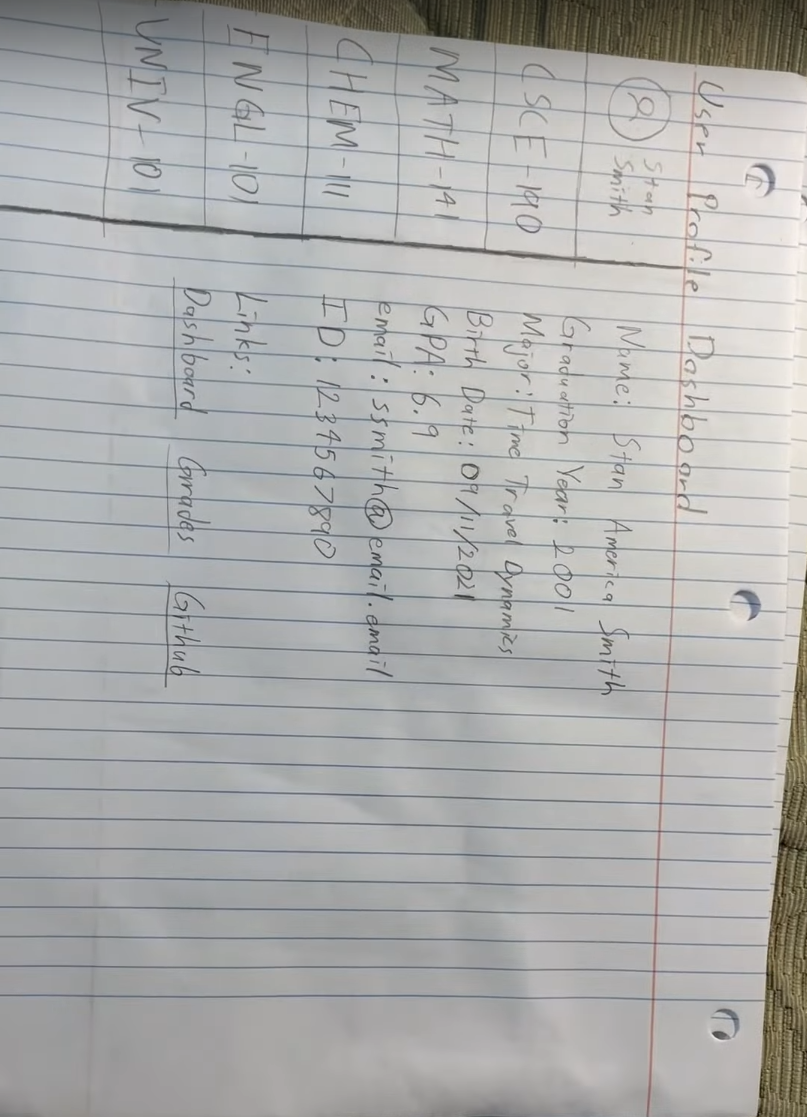 User Profile Dashboard
Stan
Smith
CSCE-190
MATH-141
CHEM-111
ENGL-101
UNIV-101
Name: Stan America Smith
Graduation Year: 2001
Major: Time Travel Dynamics
Birth Date: 09/11/2021
GPA: 6.9
email: ssmith@email.email
ID: 1234567890
Links:
Dashboard Grades Github